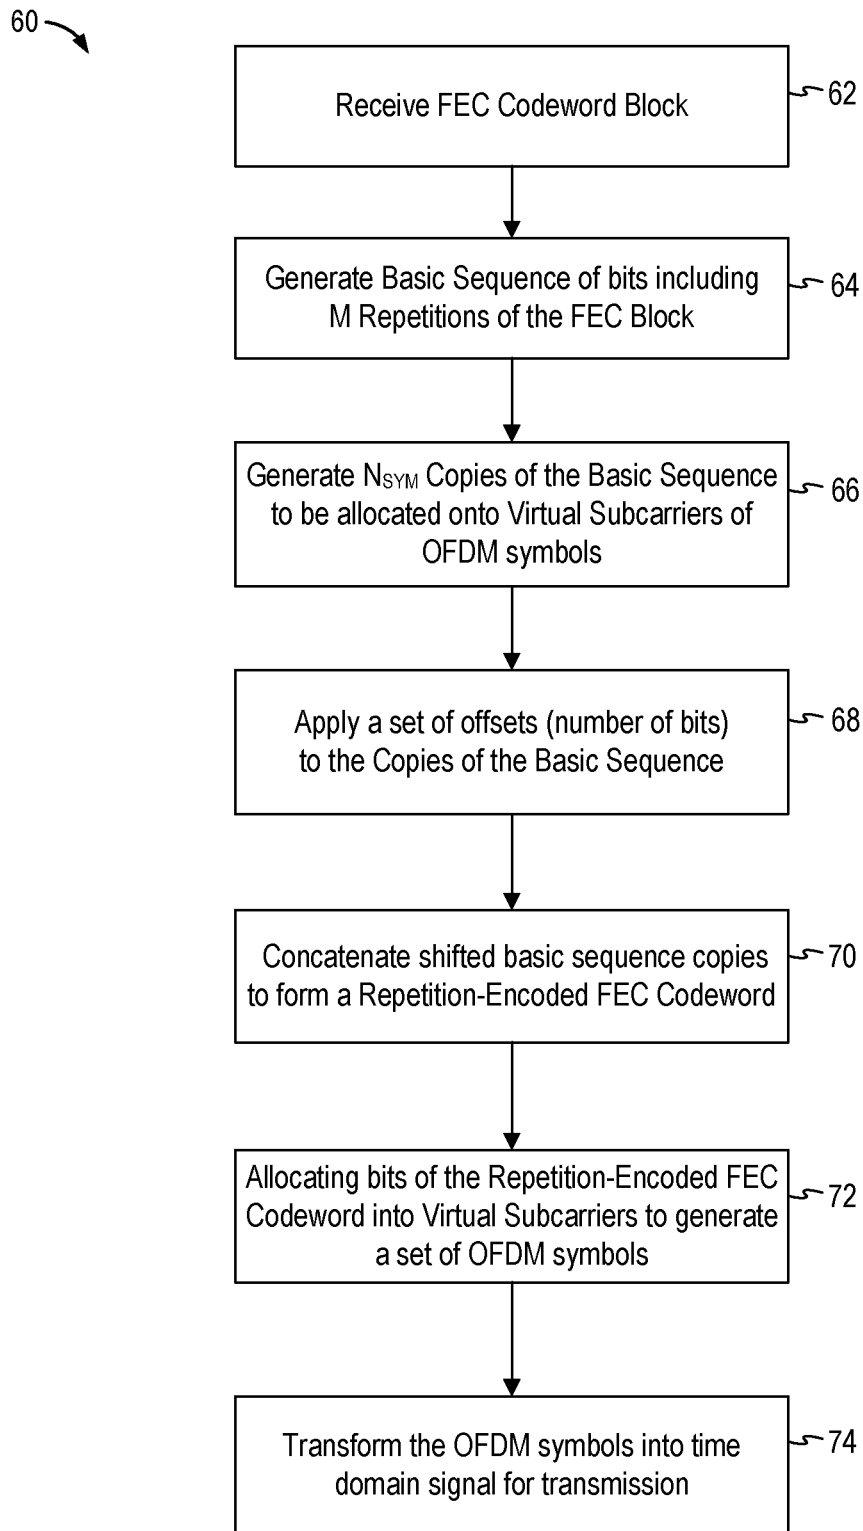 60
Receive FEC Codeword Block
62
Generate Basic Sequence of bits including
M Repetitions of the FEC Block
64
Generate NSYM Copies of the Basic Sequence
to be allocated onto Virtual Subcarriers of
OFDM symbols
66
Apply a set of offsets (number of bits)
to the Copies of the Basic Sequence
68
Concatenate shifted basic sequence copies
to form a Repetition-Encoded FEC Codeword
70
Allocating bits of the Repetition-Encoded FEC
Codeword into Virtual Subcarriers to generate
a set of OFDM symbols
72
Transform the OFDM symbols into time
domain signal for transmission
74